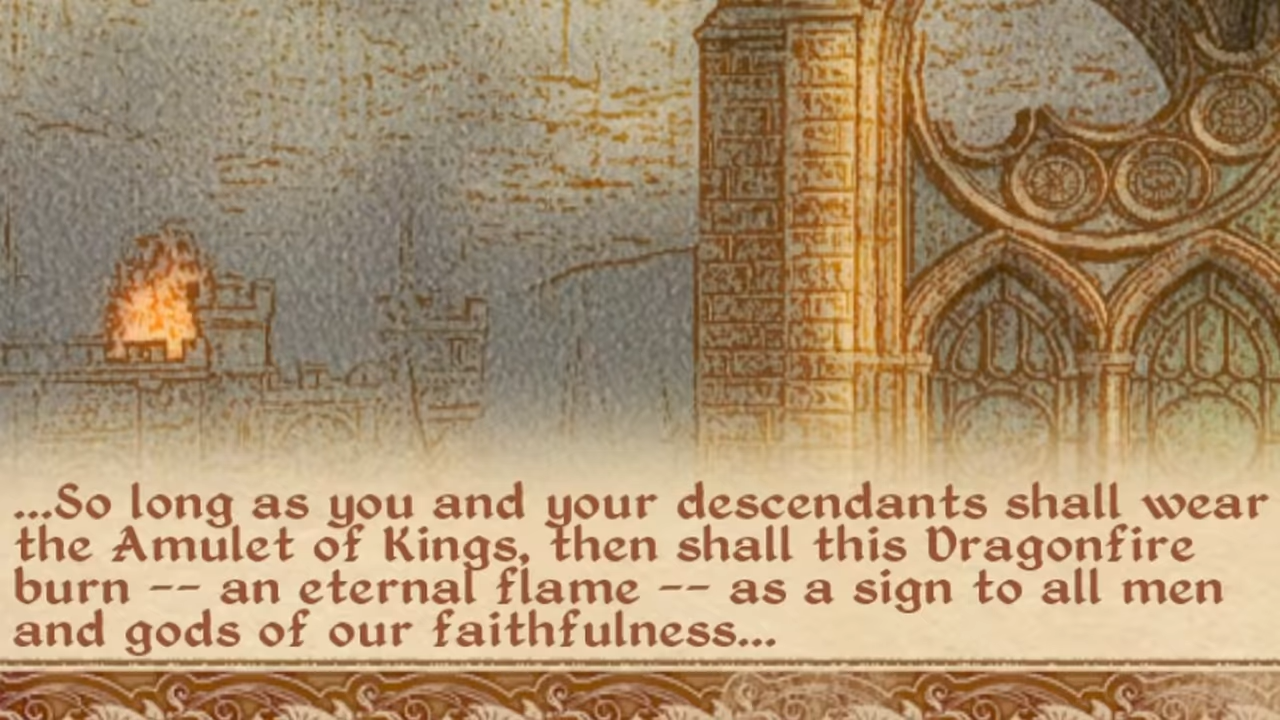 ...So long as you and your descendants shall wear
the Amulet of Kings, then shall this Dragonfire
burn -- an eternal flame -- as a sign to all men
and gods of our faithfulness...